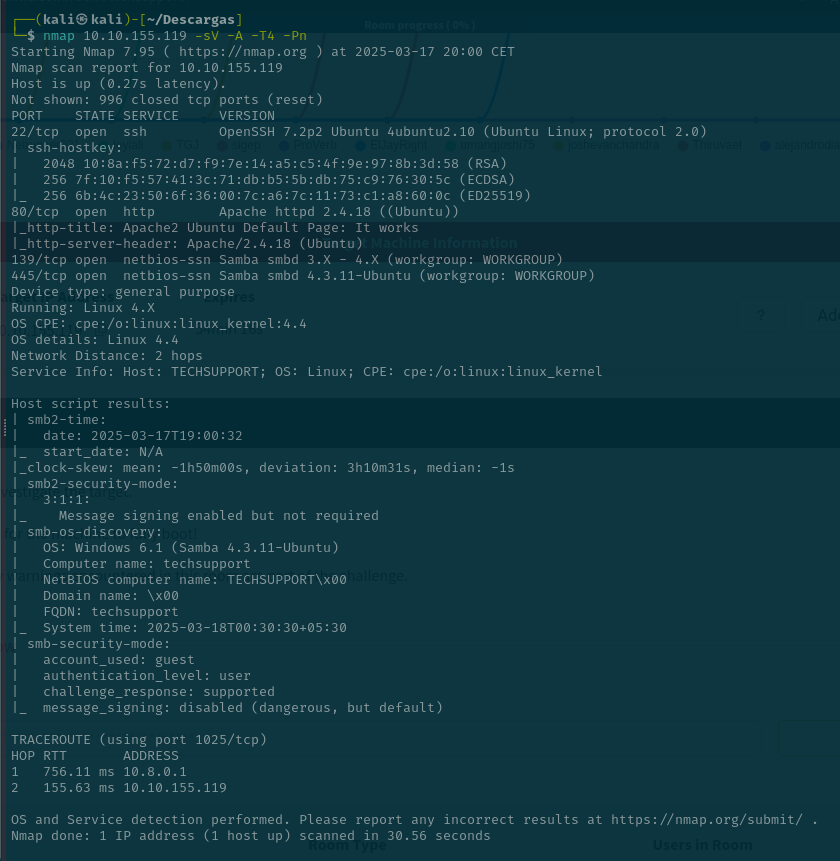 ┌──(kali㉿kali)-[~/Descargas]
└─$ nmap 10.10.155.119 -sV -A -T4 -Pn
Starting Nmap 7.95 ( https://nmap.org ) at 2025-03-17 20:00 CET
Nmap scan report for 10.10.155.119
Host is up (0.27s latency).
Not shown: 996 closed tcp ports (reset)
PORT    STATE SERVICE     VERSION
22/tcp  open  ssh         OpenSSH 7.2p2 Ubuntu 4ubuntu2.10 (Ubuntu Linux; protocol 2.0)
| ssh-hostkey:
|   2048 10:8a:f5:72:d7:f9:7e:14:a5:c5:4f:9e:97:8b:3d:58 (RSA)
|   256 7f:10:f5:57:41:3c:71:db:b5:5b:db:75:c9:76:30:5c (ECDSA)
|_  256 6b:4c:23:50:6f:36:00:7c:a6:7c:11:73:c1:a8:60:0c (ED25519)
80/tcp  open  http        Apache httpd 2.4.18 ((Ubuntu))
|_http-title: Apache2 Ubuntu Default Page: It works
|_http-server-header: Apache/2.4.18 (Ubuntu)
139/tcp open  netbios-ssn Samba smbd 3.X - 4.X (workgroup: WORKGROUP)
445/tcp open  netbios-ssn Samba smbd 4.3.11-Ubuntu (workgroup: WORKGROUP)
Device type: general purpose
Running: Linux 4.X
OS CPE: cpe:/o:linux:linux_kernel:4.4
OS details: Linux 4.4
Network Distance: 2 hops
Service Info: Host: TECHSUPPORT; OS: Linux; CPE: cpe:/o:linux:linux_kernel

Host script results:
| smb2-time:
|   date: 2025-03-17T19:00:32
|_  start_date: N/A
|_clock-skew: mean: -1h50m00s, deviation: 3h10m31s, median: -1s
| smb2-security-mode:
|   3:1:1:
|_    Message signing enabled but not required
| smb-os-discovery:
|   OS: Windows 6.1 (Samba 4.3.11-Ubuntu)
|   Computer name: techsupport
|   NetBIOS computer name: TECHSUPPORT\x00
|   Domain name: \x00
|   FQDN: techsupport
|_  System time: 2025-03-18T00:30:30+05:30
| smb-security-mode:
|   account_used: guest
|   authentication_level: user
|   challenge_response: supported
|_  message_signing: disabled (dangerous, but default)

TRACEROUTE (using port 1025/tcp)
HOP RTT       ADDRESS
1   756.11 ms 10.8.0.1
2   155.63 ms 10.10.155.119

OS and Service detection performed. Please report any incorrect results at https://nmap.org/submit/ .
Nmap done: 1 IP address (1 host up) scanned in 30.56 seconds
Room progress ( 0% )
Machine Information
Expires
?
challenge.
Room Type
Users in Room